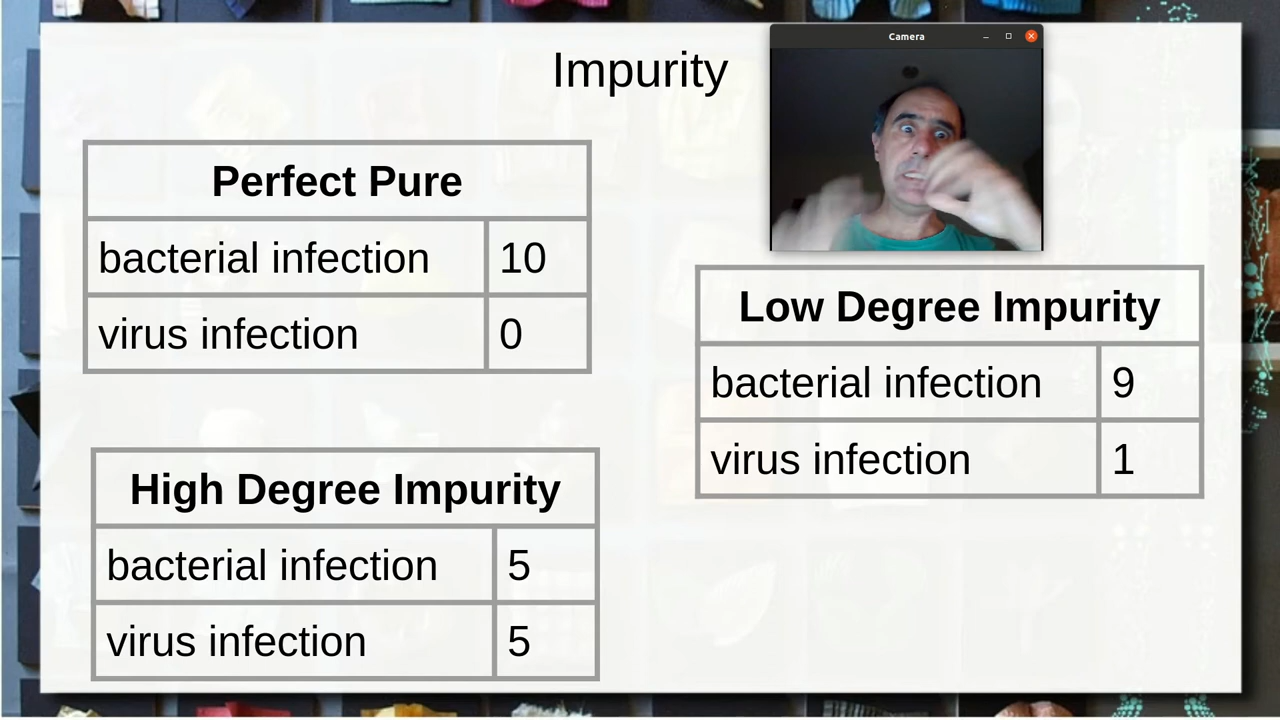 Impurity
Camera
Perfect Pure
bacterial infection 10
virus infection 0
Low Degree Impurity
bacterial infection 9
virus infection 1
High Degree Impurity
bacterial infection 5
virus infection 5